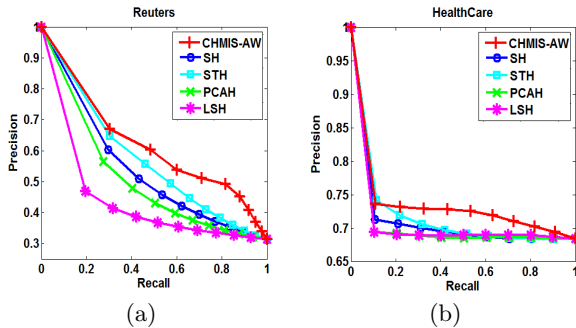 Reuters
1
0.9
0.8
0.7
0.6
0.5
0.4
0.3
Precision
0 0.2 0.4 0.6 0.8 1
Recall
CHMIS-AW
SH
STH
PCAH
LSH
(a)
HealthCare
1
0.95
0.9
0.85
0.8
0.75
0.7
0.65
Precision
0 0.2 0.4 0.6 0.8 1
Recall
CHMIS-AW
SH
STH
PCAH
LSH
(b)